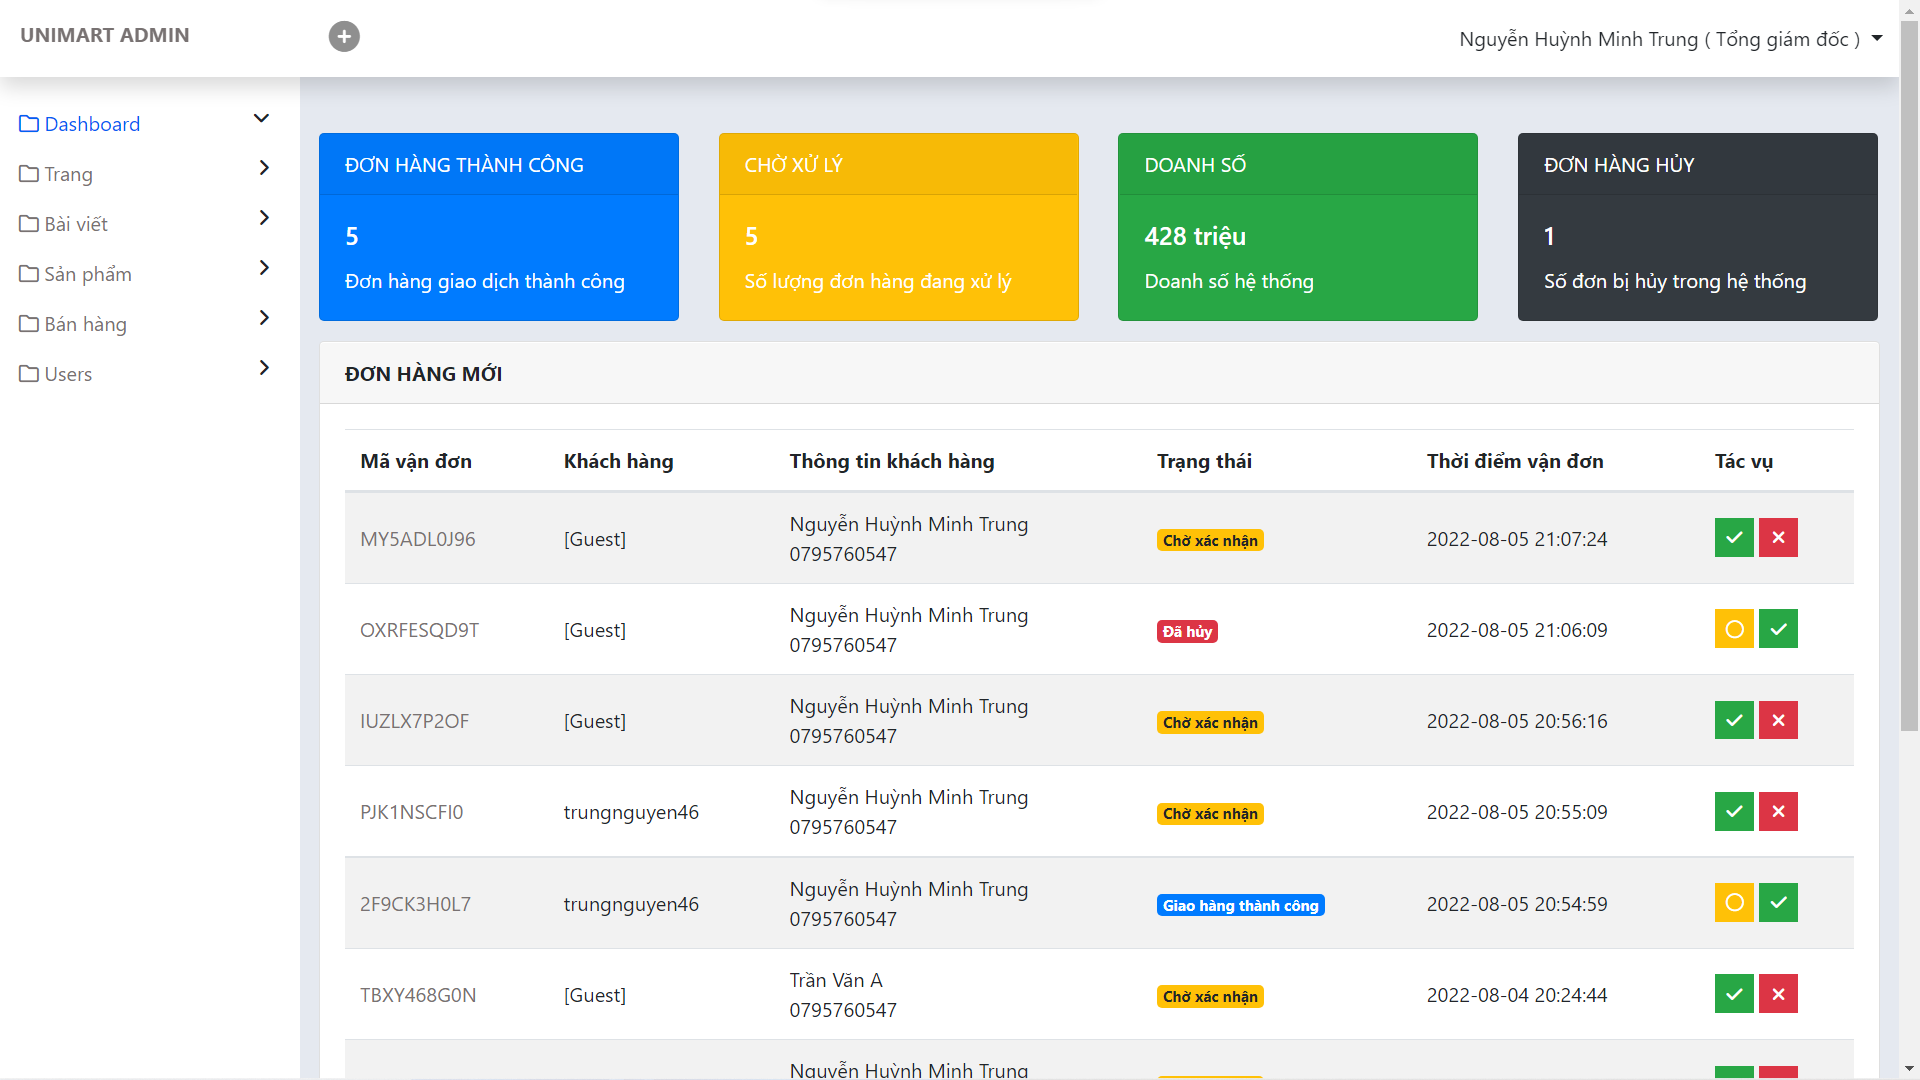 UNIMART ADMIN
Nguyễn Huỳnh Minh Trung ( Tổng giám đốc )
Dashboard
Trang
Bài viết
Sản phẩm
Bán hàng
Users
ĐƠN HÀNG THÀNH CÔNG
5
Đơn hàng giao dịch thành công
CHỜ XỬ LÝ
5
Số lượng đơn hàng đang xử lý
DOANH SỐ
428 triệu
Doanh số hệ thống
ĐƠN HÀNG HỦY
1
Số đơn bị hủy trong hệ thống
ĐƠN HÀNG MỚI
Mã vận đơn Khách hàng Thông tin khách hàng Trạng thái Thời điểm vận đơn Tác vụ
MY5ADL0J96 [Guest] Nguyễn Huỳnh Minh Trung
0795760547 Chờ xác nhận 2022-08-05 21:07:24
OXRFESQD9T [Guest] Nguyễn Huỳnh Minh Trung
0795760547 Đã hủy 2022-08-05 21:06:09
IUZLX7P2OF [Guest] Nguyễn Huỳnh Minh Trung
0795760547 Chờ xác nhận 2022-08-05 20:56:16
PJK1NSCFI0 trungnguyen46 Nguyễn Huỳnh Minh Trung
0795760547 Chờ xác nhận 2022-08-05 20:55:09
2F9CK3H0L7 trungnguyen46 Nguyễn Huỳnh Minh Trung
0795760547 Giao hàng thành công 2022-08-05 20:54:59
TBXY468G0N [Guest] Trần Văn A
0795760547 Chờ xác nhận 2022-08-04 20:24:44
Nguyễn Huỳnh Minh Trung